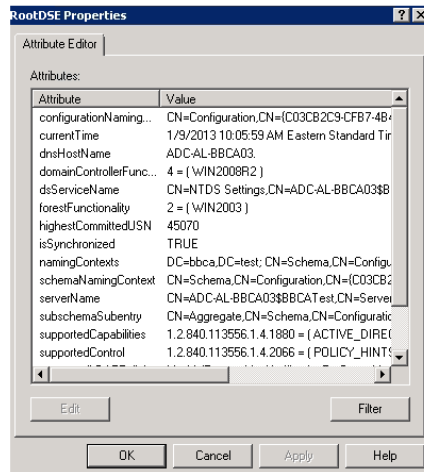 RootDSE Properties
Attribute Editor
Attributes:
Attribute Value
configurationNaming... CN=Configuration,CN={C03CB2C9-CFB7-4B4
currentTime 1/9/2013 10:05:59 AM Eastern Standard Tir
dnsHostName ADC-AL-BBCA03.
domainControllerFunc... 4 = ( WIN2008R2 )
dsServiceName CN=NTDS Settings,CN=ADC-AL-BBCA03$B
forestFunctionality 2 = ( WIN2003 )
highestCommittedUSN 45070
isSynchronized TRUE
namingContexts DC=bbca,DC=test; CN=Schema,CN=Configu
schemaNamingContext CN=Schema,CN=Configuration,CN={C03CB2
serverName CN=ADC-AL-BBCA03$BBCATest,CN=Server
subschemaSubentry CN=Aggregate,CN=Schema,CN=Configuratic
supportedCapabilities 1.2.840.113556.1.4.1880 = ( ACTIVE_DIREC
supportedControl 1.2.840.113556.1.4.2066 = ( POLICY_HINTS
Edit Filter
OK Cancel Apply Help